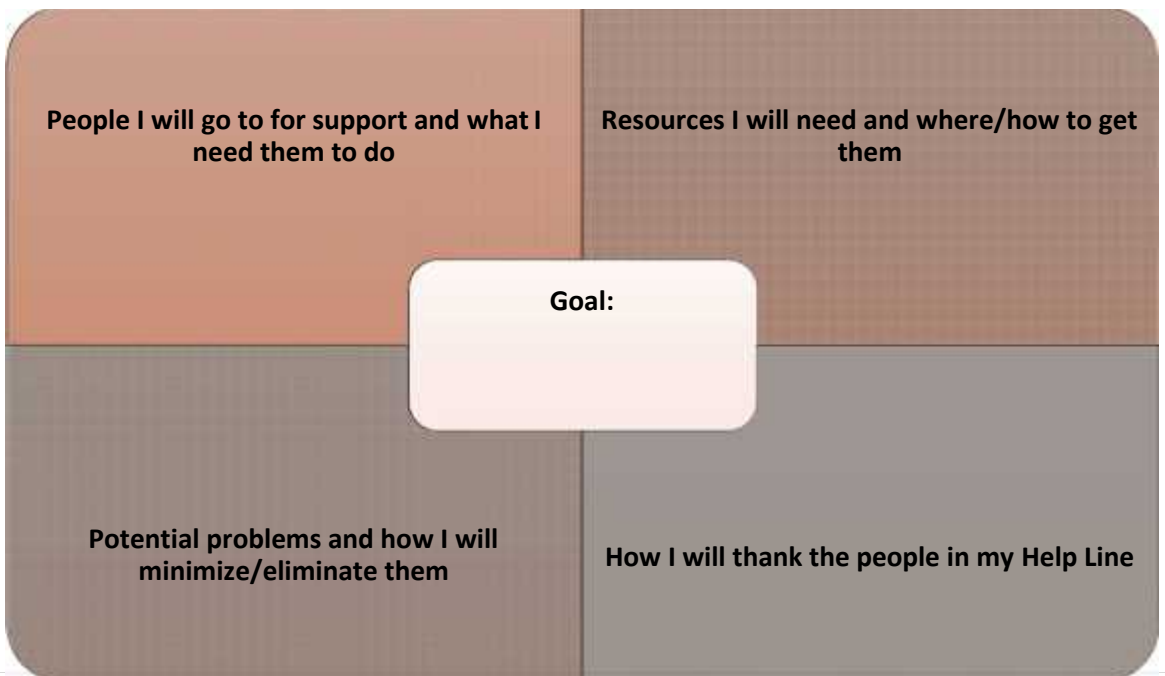 People I will go to for support and what I
need them to do
Resources I will need and where/how to get
them
Goal:
Potential problems and how I will
minimize/eliminate them
How I will thank the people in my Help Line